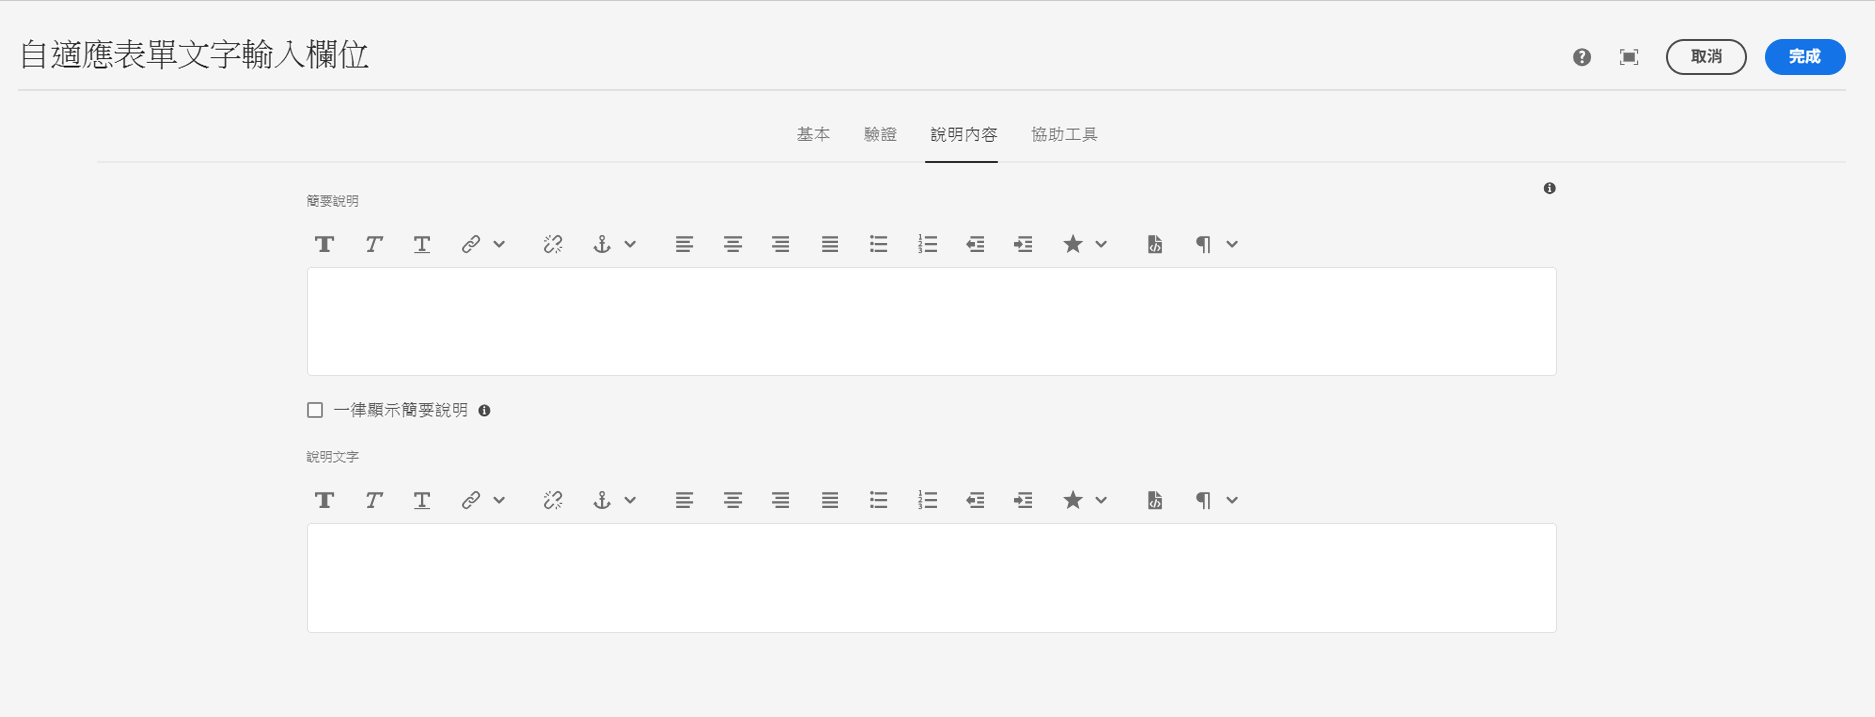 自適應表單文字輸入欄位
取消
完成
基本
驗證
說明內容
協助工具
簡要說明
一律顯示簡要說明
說明文字